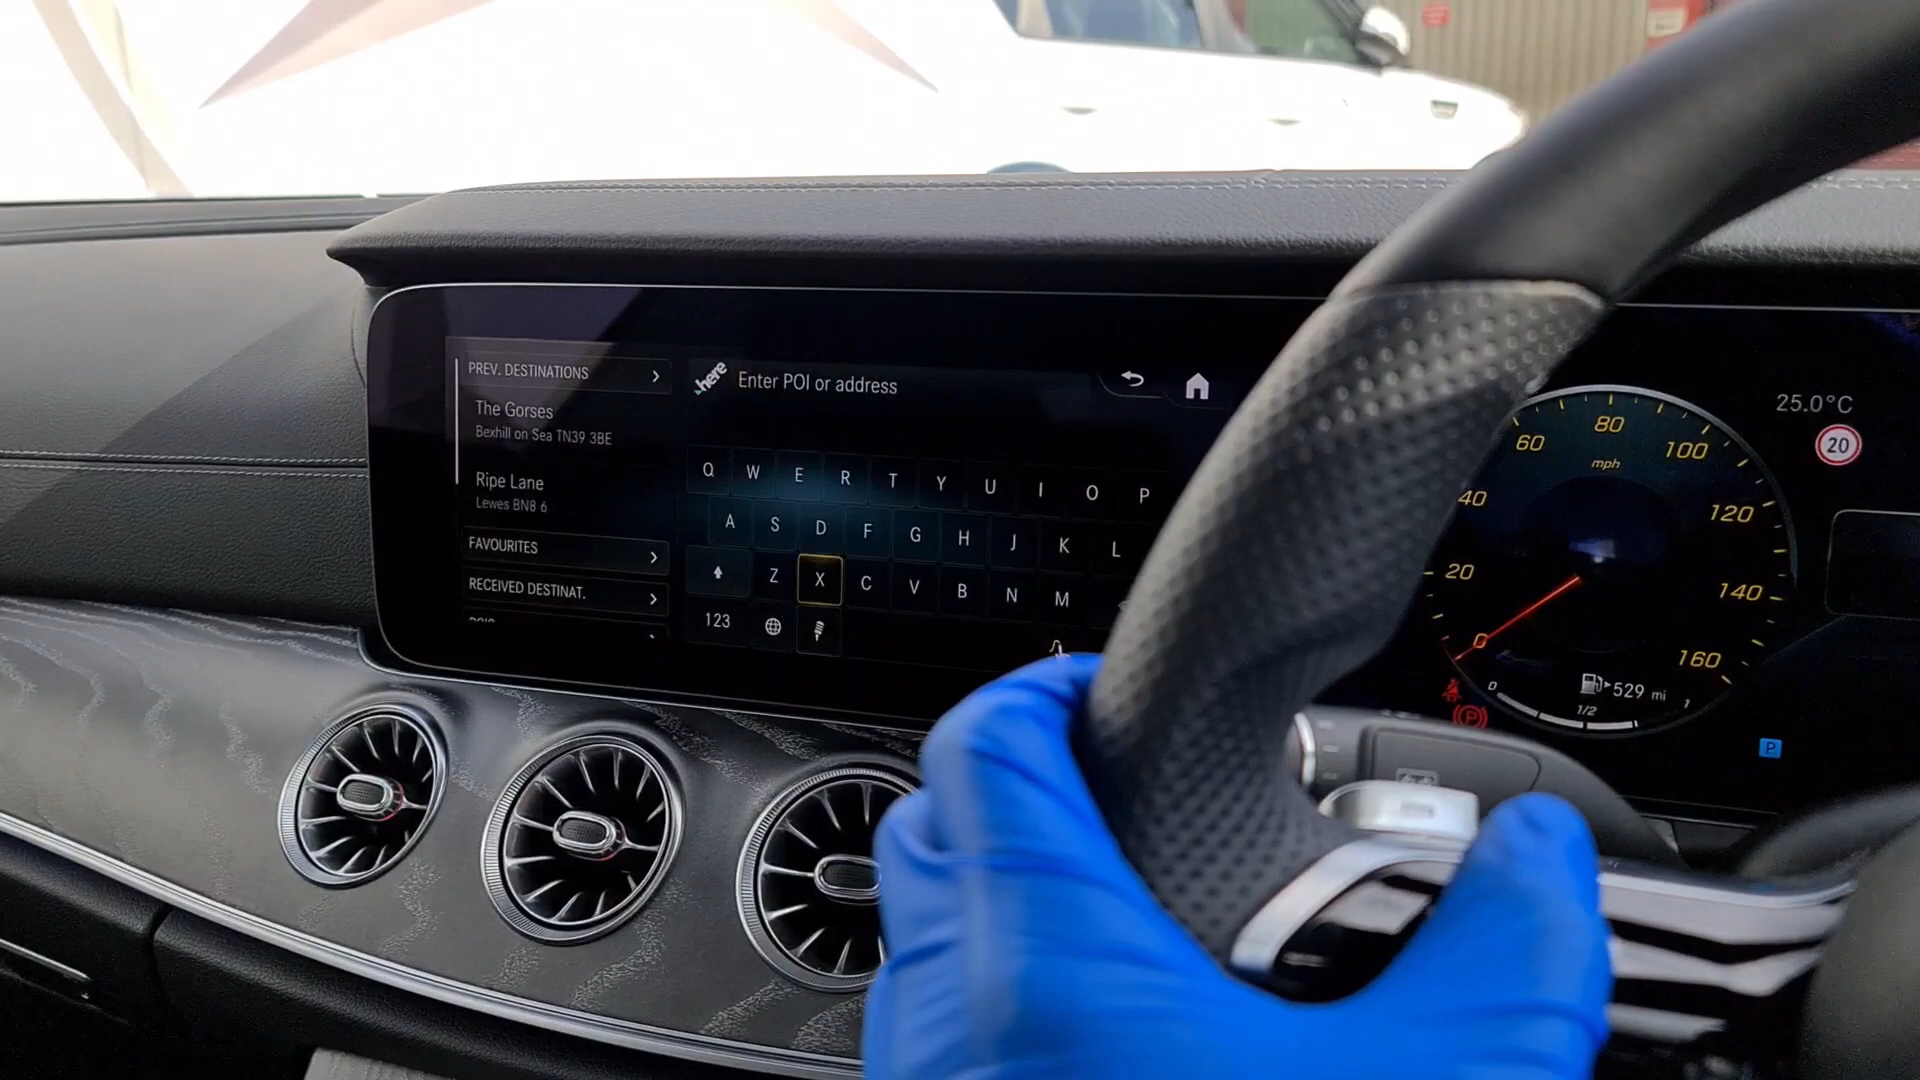 PREV. DESTINATIONS
The Gorses
Bexhill on Sea TN39 3BE
Ripe Lane
Lewes BN8 6
FAVOURITES
RECEIVED DESTINAT.
here
Enter POI or address
Q W E R T Y U I O P
A S D F G H J K L
Z X C V B N M
123
25.0°C
20
0 20 40 60 80 100 120 140 160
mph
529 mi
0 1/2 1
P
P